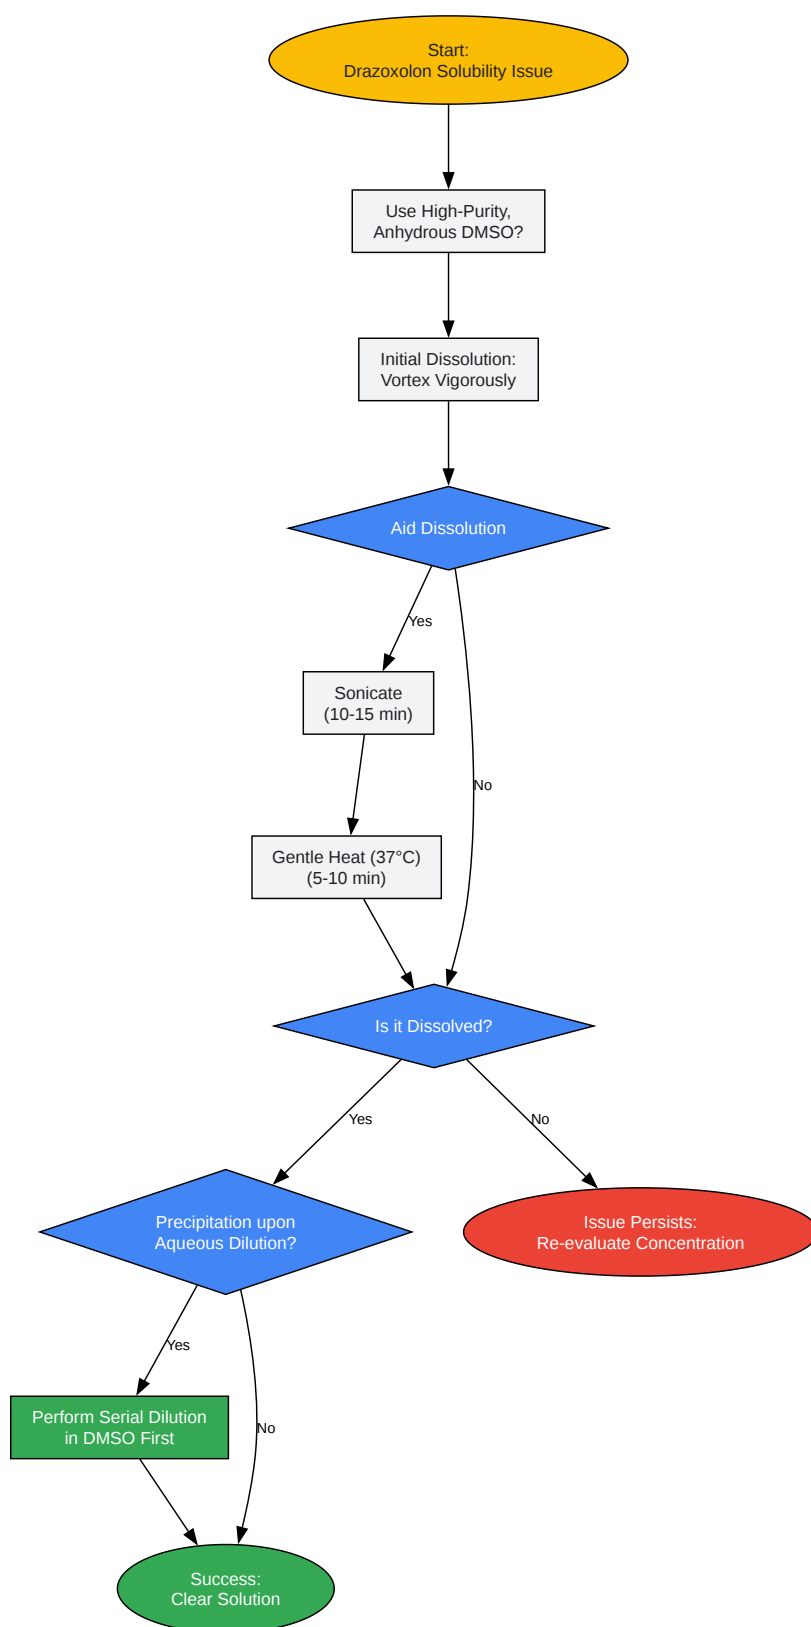 Start:
Drazoxolon Solubility Issue
Use High-Purity,
Anhydrous DMSO?
Initial Dissolution:
Vortex Vigorously
Aid Dissolution
Yes
Sonicate
(10-15 min)
No
Gentle Heat (37°C)
(5-10 min)
Is it Dissolved?
Yes
No
Precipitation upon
Aqueous Dilution?
Issue Persists:
Re-evaluate Concentration
Yes
Perform Serial Dilution
in DMSO First
No
Success:
Clear Solution